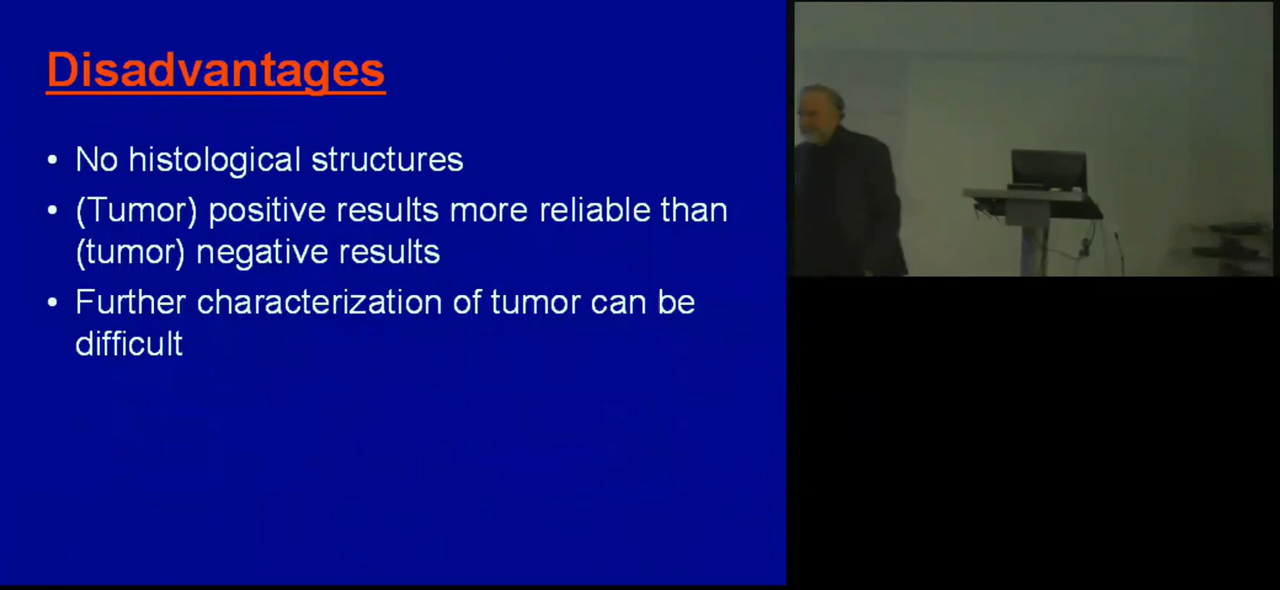 Disadvantages
• No histological structures
• (Tumor) positive results more reliable than
(tumor) negative results
• Further characterization of tumor can be
difficult